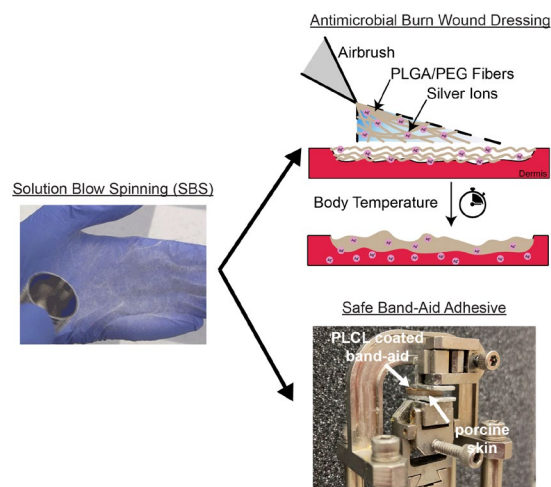 Antimicrobial Burn Wound Dressing
Airbrush
PLGA/PEG Fibers
Silver Ions
Dermis
Solution Blow Spinning (SBS)
Body Temperature
Safe Band-Aid Adhesive
PLCL coated
band-aid
porcine
skin